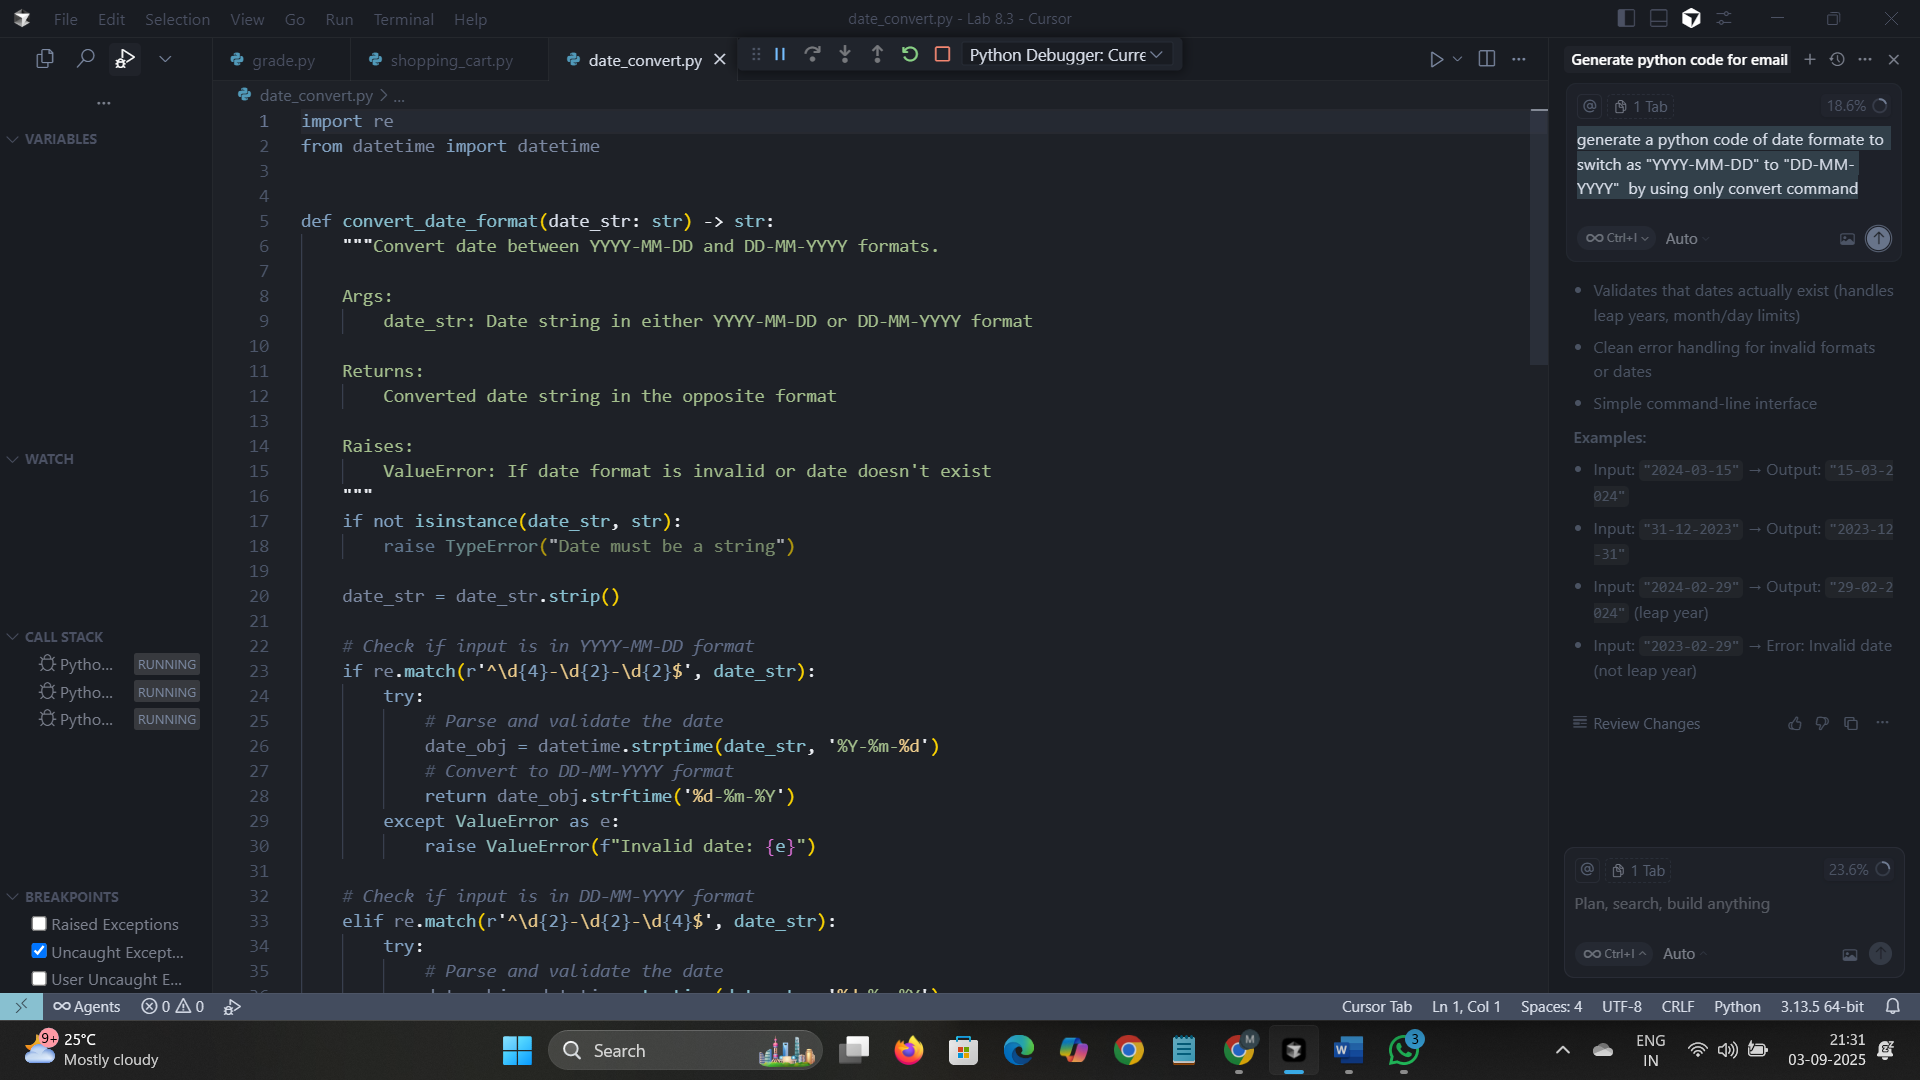 File Edit Selection View Go Run Terminal Help
date_convert.py - Lab 8.3 - Cursor
grade.py
shopping_cart.py
date_convert.py
Python Debugger: Curre
Generate python code for email
date_convert.py > ...
...
VARIABLES
WATCH
CALL STACK
Pytho... RUNNING
Pytho... RUNNING
Pytho... RUNNING
BREAKPOINTS
Raised Exceptions
Uncaught Except...
User Uncaught E...
1 import re
2 from datetime import datetime
3
4
5 def convert_date_format(date_str: str) -> str:
6 """Convert date between YYYY-MM-DD and DD-MM-YYYY formats.
7
8 Args:
9 date_str: Date string in either YYYY-MM-DD or DD-MM-YYYY format
10
11 Returns:
12 Converted date string in the opposite format
13
14 Raises:
15 ValueError: If date format is invalid or date doesn't exist
16 """
17 if not isinstance(date_str, str):
18 raise TypeError("Date must be a string")
19
20 date_str = date_str.strip()
21
22 # Check if input is in YYYY-MM-DD format
23 if re.match(r'^\d{4}-\d{2}-\d{2}$', date_str):
24 try:
25 # Parse and validate the date
26 date_obj = datetime.strptime(date_str, '%Y-%m-%d')
27 # Convert to DD-MM-YYYY format
28 return date_obj.strftime('%d-%m-%Y')
29 except ValueError as e:
30 raise ValueError(f"Invalid date: {e}")
31
32 # Check if input is in DD-MM-YYYY format
33 elif re.match(r'^\d{2}-\d{2}-\d{4}$', date_str):
34 try:
35 # Parse and validate the date
@ 1 Tab 18.6%
generate a python code of date formate to
switch as "YYYY-MM-DD" to "DD-MM-
YYYY" by using only convert command
∞ Ctrl+I Auto
• Validates that dates actually exist (handles
leap years, month/day limits)
• Clean error handling for invalid formats
or dates
• Simple command-line interface
Examples:
• Input: "2024-03-15" → Output: "15-03-2
024"
• Input: "31-12-2023" → Output: "2023-12
-31"
• Input: "2024-02-29" → Output: "29-02-2
024" (leap year)
• Input: "2023-02-29" → Error: Invalid date
(not leap year)
Review Changes
@ 1 Tab 23.6%
Plan, search, build anything
∞ Ctrl+I Auto
∞ Agents 0 0
Cursor Tab Ln 1, Col 1 Spaces: 4 UTF-8 CRLF Python 3.13.5 64-bit
9+ 25°C
Mostly cloudy
Search
M
W
3
ENG
IN
21:31
03-09-2025